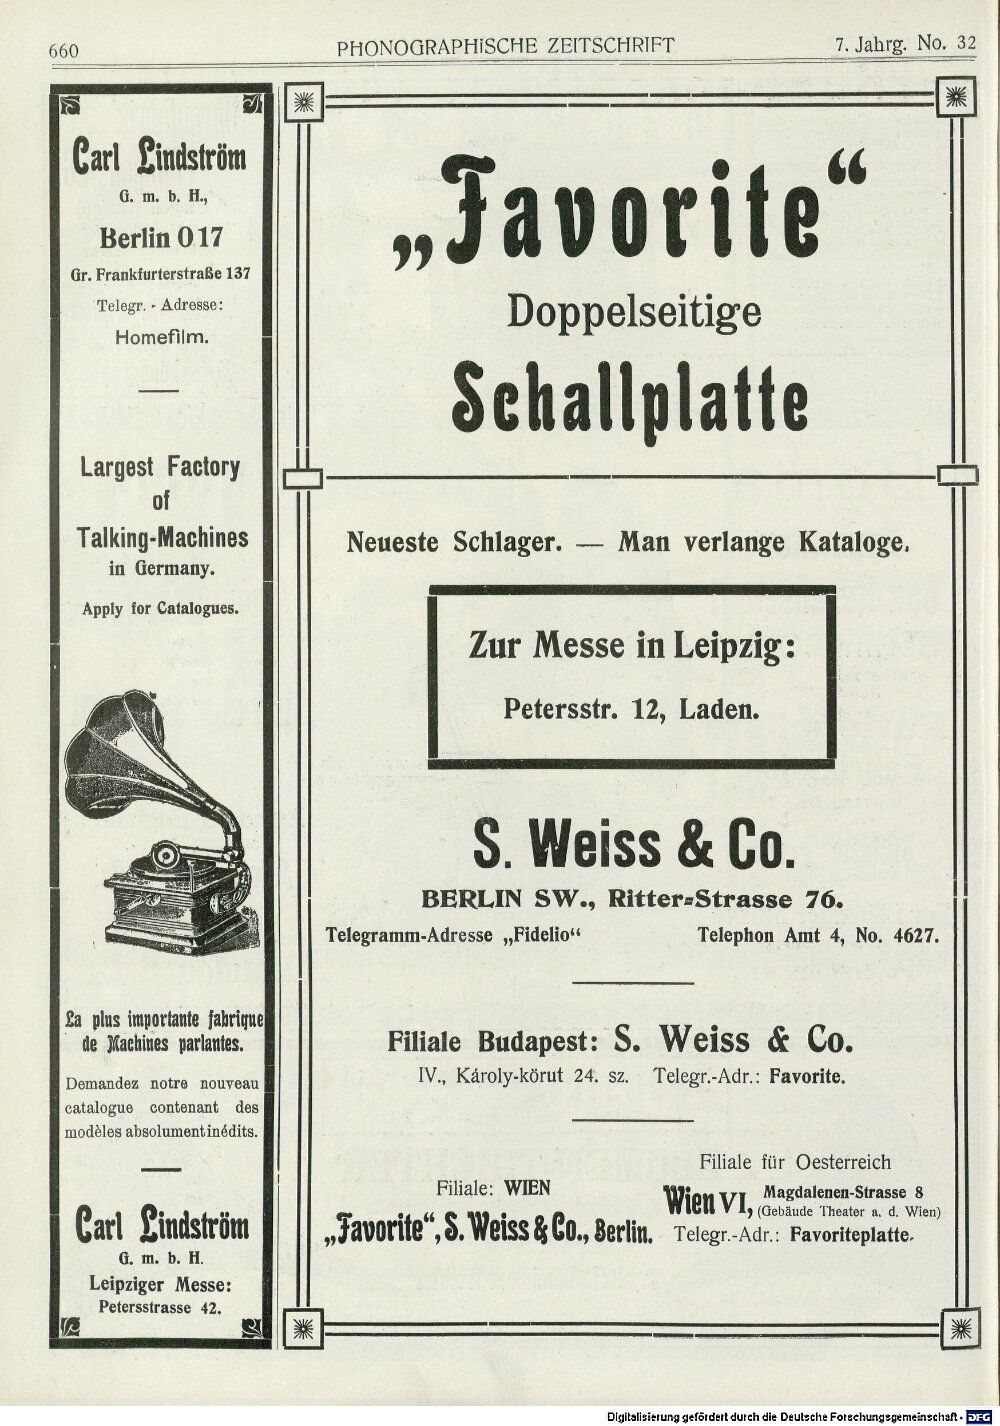 660
PHONOGRAPHISCHE ZEITSCHRIFT
7. Jahrg. No. 32
Carl Lindström
G. m. b. H.,
Berlin O 17
Gr. Frankfurterstraße 137
Telegr. - Adresse:
Homefilm.
Largest Factory
of
Talking-Machines
in Germany.
Apply for Catalogues.
La plus importante fabrique
de Machines parlantes.
Demandez notre nouveau
catalogue contenant des
modèles absolument inédits.
Carl Lindström
G. m. b. H.
Leipziger Messe:
Petersstrasse 42.
„Favorite“
Doppelseitige
Schallplatte
Neueste Schlager. — Man verlange Kataloge.
Zur Messe in Leipzig:
Petersstr. 12, Laden.
S. Weiss & Co.
BERLIN SW., Ritter-Strasse 76.
Telegramm-Adresse „Fidelio“ Telephon Amt 4, No. 4627.
Filiale Budapest: S. Weiss & Co.
IV., Károly-körut 24. sz. Telegr.-Adr.: Favorite.
Filiale: WIEN
„Favorite“, S. Weiss & Co., Berlin.
Filiale für Oesterreich
Wien VI, Magdalenen-Strasse 8
(Gebäude Theater a. d. Wien)
Telegr.-Adr.: Favoriteplatte.
Digitalisierung gefördert durch die Deutsche Forschungsgemeinschaft - DFG